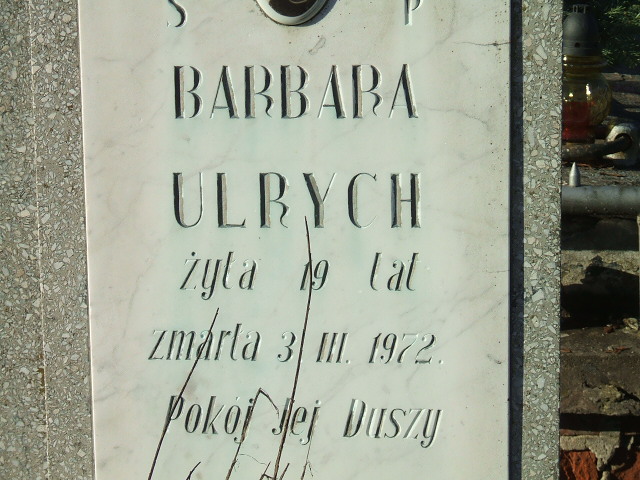 S P
BARBARA
ULRYCH
żyła 19 lat
zmarła 3 III. 1972.
Pokój Jej Duszy